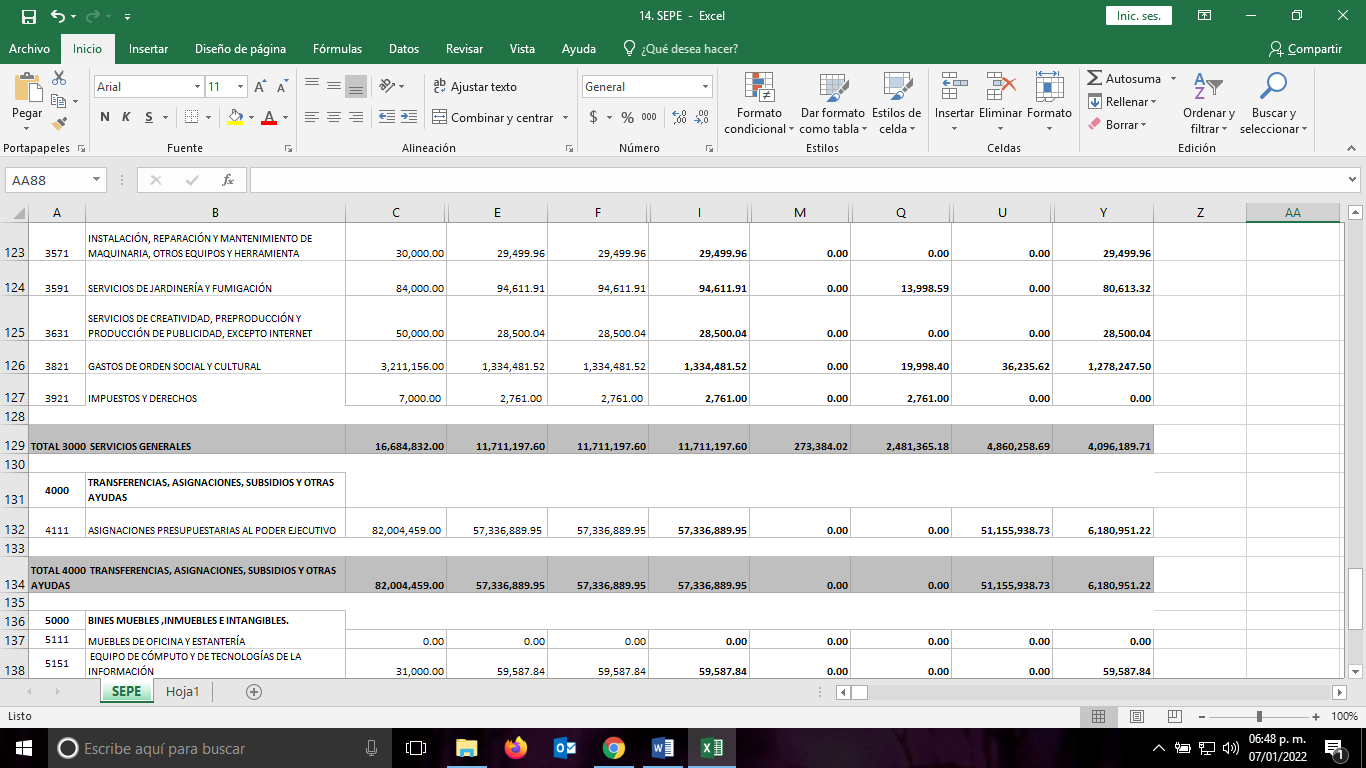 14. SEPE - Excel
Inic. ses.
Archivo Inicio Insertar Diseño de página Fórmulas Datos Revisar Vista Ayuda ¿Qué desea hacer? Compartir
Pegar
Arial 11 A A
N K S A
ab Ajustar texto
Combinar y centrar
General
$ % 000
Formato condicional
Dar formato como tabla
Estilos de celda
Insertar Eliminar Formato
Autosuma
Rellenar
Borrar
Ordenar y filtrar
Buscar y seleccionar
Portapapeles Fuente Alineación Número Estilos Celdas Edición
AA88 fx
A B C E F I M Q U Y Z AA
INSTALACIÓN, REPARACIÓN Y MANTENIMIENTO DE
123 3571 MAQUINARIA, OTROS EQUIPOS Y HERRAMIENTA 30,000.00 29,499.96 29,499.96 29,499.96 0.00 0.00 0.00 29,499.96
124 3591 SERVICIOS DE JARDINERÍA Y FUMIGACIÓN 84,000.00 94,611.91 94,611.91 94,611.91 0.00 13,998.59 0.00 80,613.32
SERVICIOS DE CREATIVIDAD, PREPRODUCCIÓN Y
125 3631 PRODUCCIÓN DE PUBLICIDAD, EXCEPTO INTERNET 50,000.00 28,500.04 28,500.04 28,500.04 0.00 0.00 0.00 28,500.04
126 3821 GASTOS DE ORDEN SOCIAL Y CULTURAL 3,211,156.00 1,334,481.52 1,334,481.52 1,334,481.52 0.00 19,998.40 36,235.62 1,278,247.50
127 3921 IMPUESTOS Y DERECHOS 7,000.00 2,761.00 2,761.00 2,761.00 0.00 2,761.00 0.00 0.00
128
129 TOTAL 3000 SERVICIOS GENERALES 16,684,832.00 11,711,197.60 11,711,197.60 11,711,197.60 273,384.02 2,481,365.18 4,860,258.69 4,096,189.71
130
TRANSFERENCIAS, ASIGNACIONES, SUBSIDIOS Y OTRAS
131 4000 AYUDAS
132 4111 ASIGNACIONES PRESUPUESTARIAS AL PODER EJECUTIVO 82,004,459.00 57,336,889.95 57,336,889.95 57,336,889.95 0.00 0.00 51,155,938.73 6,180,951.22
133
TOTAL 4000 TRANSFERENCIAS, ASIGNACIONES, SUBSIDIOS Y OTRAS
134 AYUDAS 82,004,459.00 57,336,889.95 57,336,889.95 57,336,889.95 0.00 0.00 51,155,938.73 6,180,951.22
135
136 5000 BINES MUEBLES ,INMUEBLES E INTANGIBLES.
137 5111 MUEBLES DE OFICINA Y ESTANTERÍA 0.00 0.00 0.00 0.00 0.00 0.00 0.00 0.00
EQUIPO DE CÓMPUTO Y DE TECNOLOGÍAS DE LA
138 5151 INFORMACIÓN 31,000.00 59,587.84 59,587.84 59,587.84 0.00 0.00 0.00 59,587.84
SEPE Hoja1
Listo 100%
Escribe aquí para buscar
06:48 p. m.
07/01/2022
1